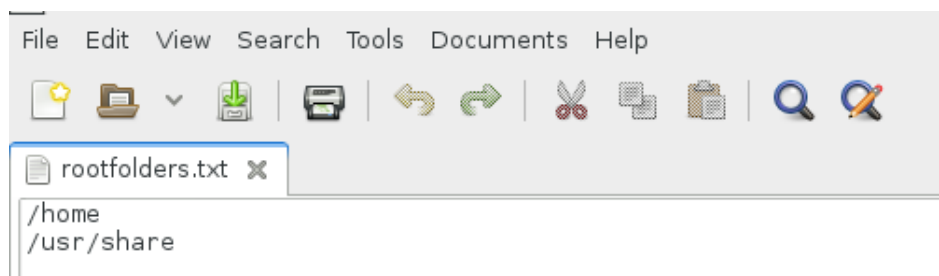 File Edit View Search Tools Documents Help
rootfolders.txt
/home
/usr/share